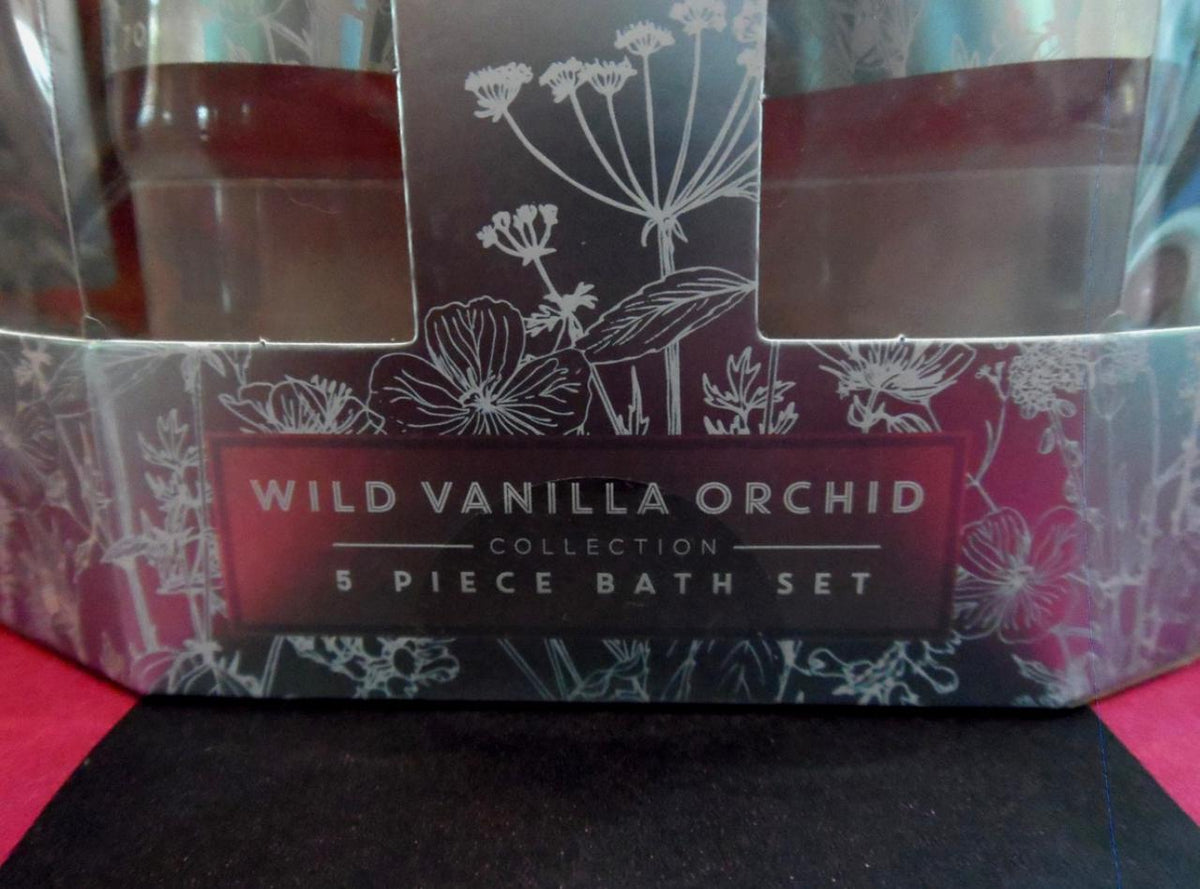 WILD VANILLA ORCHID
COLLECTION
5 PIECE BATH SET